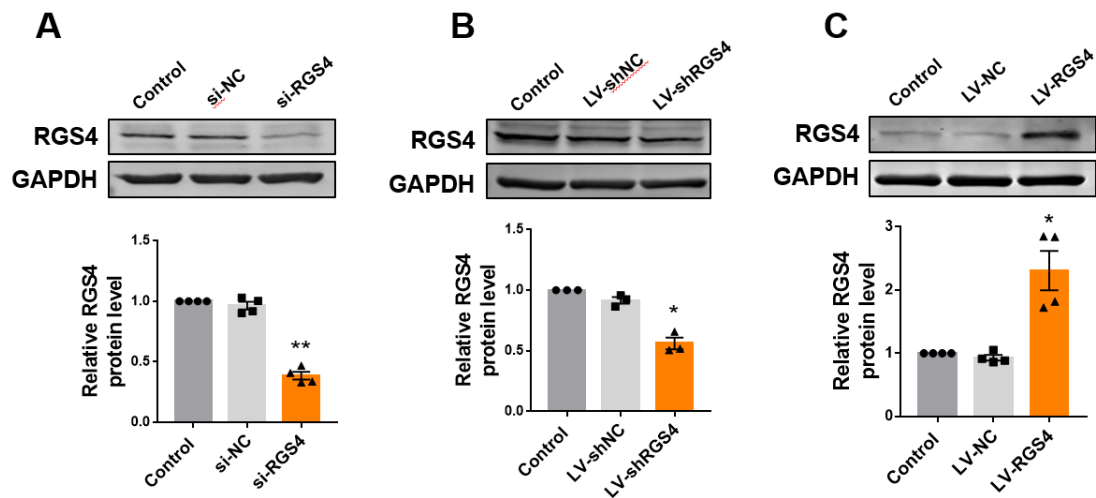 A
Control
si-NC
si-RGS4
RGS4
GAPDH
Relative RGS4
protein level
1.5
1.0
0.5
0.0
**
Control
si-NC
si-RGS4
B
Control
LV-shNC
LV-shRGS4
RGS4
GAPDH
Relative RGS4
protein level
1.5
1.0
0.5
0.0
*
Control
LV-shNC
LV-shRGS4
C
Control
LV-NC
LV-RGS4
RGS4
GAPDH
Relative RGS4
protein level
3
2
1
0
*
Control
LV-NC
LV-RGS4